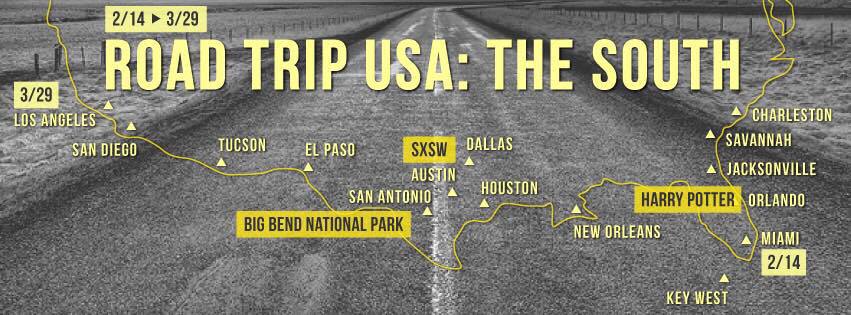 2/14 ▶ 3/29
ROAD TRIP USA: THE SOUTH
3/29
LOS ANGELES
SAN DIEGO
TUCSON
EL PASO
SXSW
DALLAS
AUSTIN
SAN ANTONIO
HOUSTON
BIG BEND NATIONAL PARK
NEW ORLEANS
CHARLESTON
SAVANNAH
JACKSONVILLE
HARRY POTTER
ORLANDO
MIAMI
2/14
KEY WEST